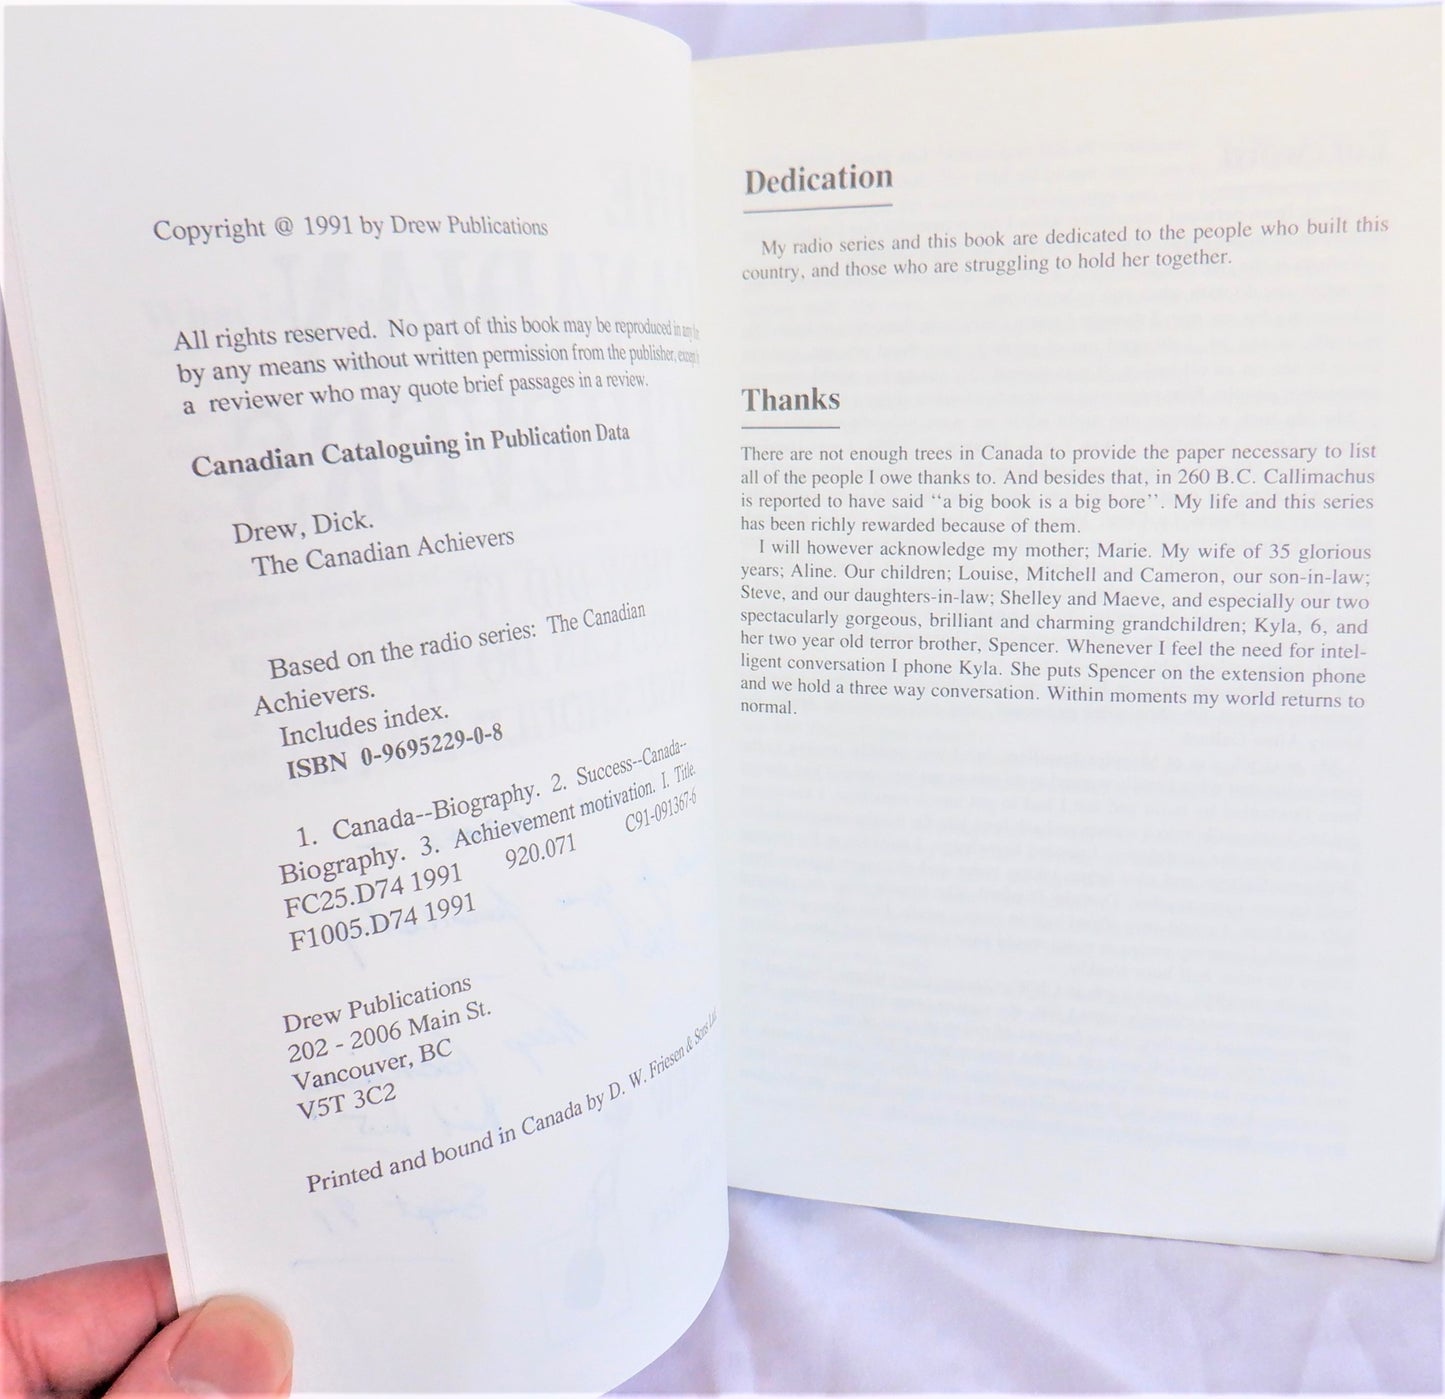 Copyright @ 1991 by Drew Publications
All rights reserved. No part of this book may be reproduced in any
by any means without written permission from the publisher, except
a reviewer who may quote brief passages in a review.
Canadian Cataloguing in Publication Data
Drew, Dick.
The Canadian Achievers
Based on the radio series: The Canadian
Achievers.
Includes index.
ISBN 0-9695229-0-8
1. Canada--Biography. 2. Success--Canada--
Biography. 3. Achievement motivation. I. Title.
FC25.D74 1991 920.071 C91-091367-6
F1005.D74 1991
Drew Publications
202 - 2006 Main St.
Vancouver, BC
V5T 3C2
Printed and bound in Canada by D. W. Friesen & Sons Ltd.
Dedication
My radio series and this book are dedicated to the people who built this
country, and those who are struggling to hold her together.
Thanks
There are not enough trees in Canada to provide the paper necessary to list
all of the people I owe thanks to. And besides that, in 260 B.C. Callimachus
is reported to have said "a big book is a big bore". My life and this series
has been richly rewarded because of them.
I will however acknowledge my mother; Marie. My wife of 35 glorious
years; Aline. Our children; Louise, Mitchell and Cameron, our son-in-law;
Steve, and our daughters-in-law; Shelley and Maeve, and especially our two
spectacularly gorgeous, brilliant and charming grandchildren; Kyla, 6, and
her two year old terror brother, Spencer. Whenever I feel the need for intel-
ligent conversation I phone Kyla. She puts Spencer on the extension phone
and we hold a three way conversation. Within moments my world returns to
normal.